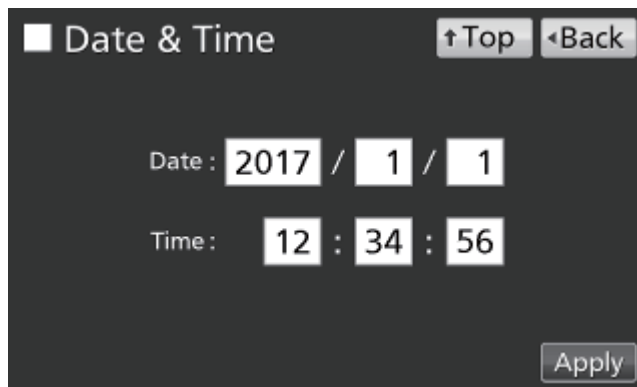 Date & Time ↑Top ◂Back
Date : 2017 / 1 / 1
Time : 12 : 34 : 56
Apply